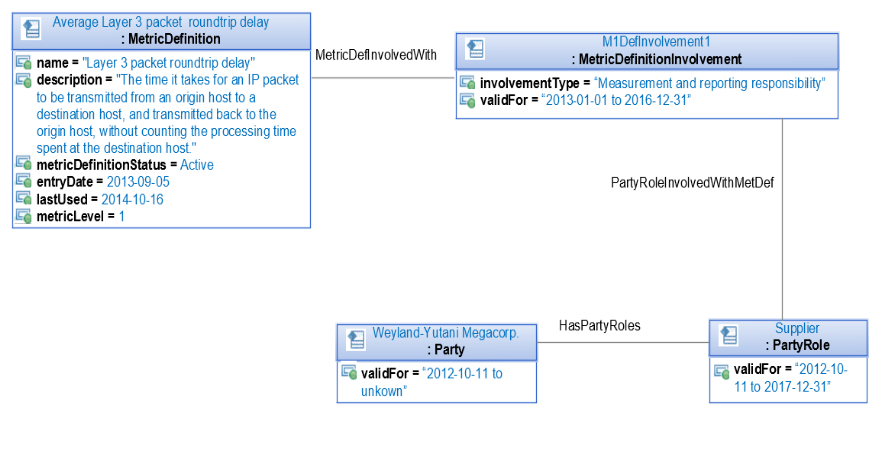 Average Layer 3 packet roundtrip delay
: MetricDefinition
name = "Layer 3 packet roundtrip delay"
description = "The time it takes for an IP packet
to be transmitted from an origin host to a
destination host, and transmitted back to the
origin host, without counting the processing time
spent at the destination host."
metricDefinitionStatus = Active
entryDate = 2013-09-05
lastUsed = 2014-10-16
metricLevel = 1
MetricDefInvolvedWith
M1DefInvolvement1
: MetricDefinitionInvolvement
involvementType = “Measurement and reporting responsibility”
validFor = “2013-01-01 to 2016-12-31”
PartyRoleInvolvedWithMetDef
Weyland-Yutani Megacorp.
: Party
validFor = “2012-10-11 to
unkown”
HasPartyRoles
Supplier
: PartyRole
validFor = “2012-10-
11 to 2017-12-31”